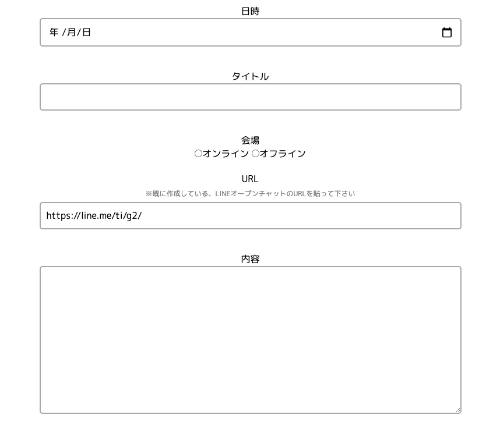 日時
年 /月/日
タイトル
会場
○オンライン ○オフライン
URL
※既に作成している、LINEオープンチャットのURLを貼って下さい
https://line.me/ti/g2/
内容